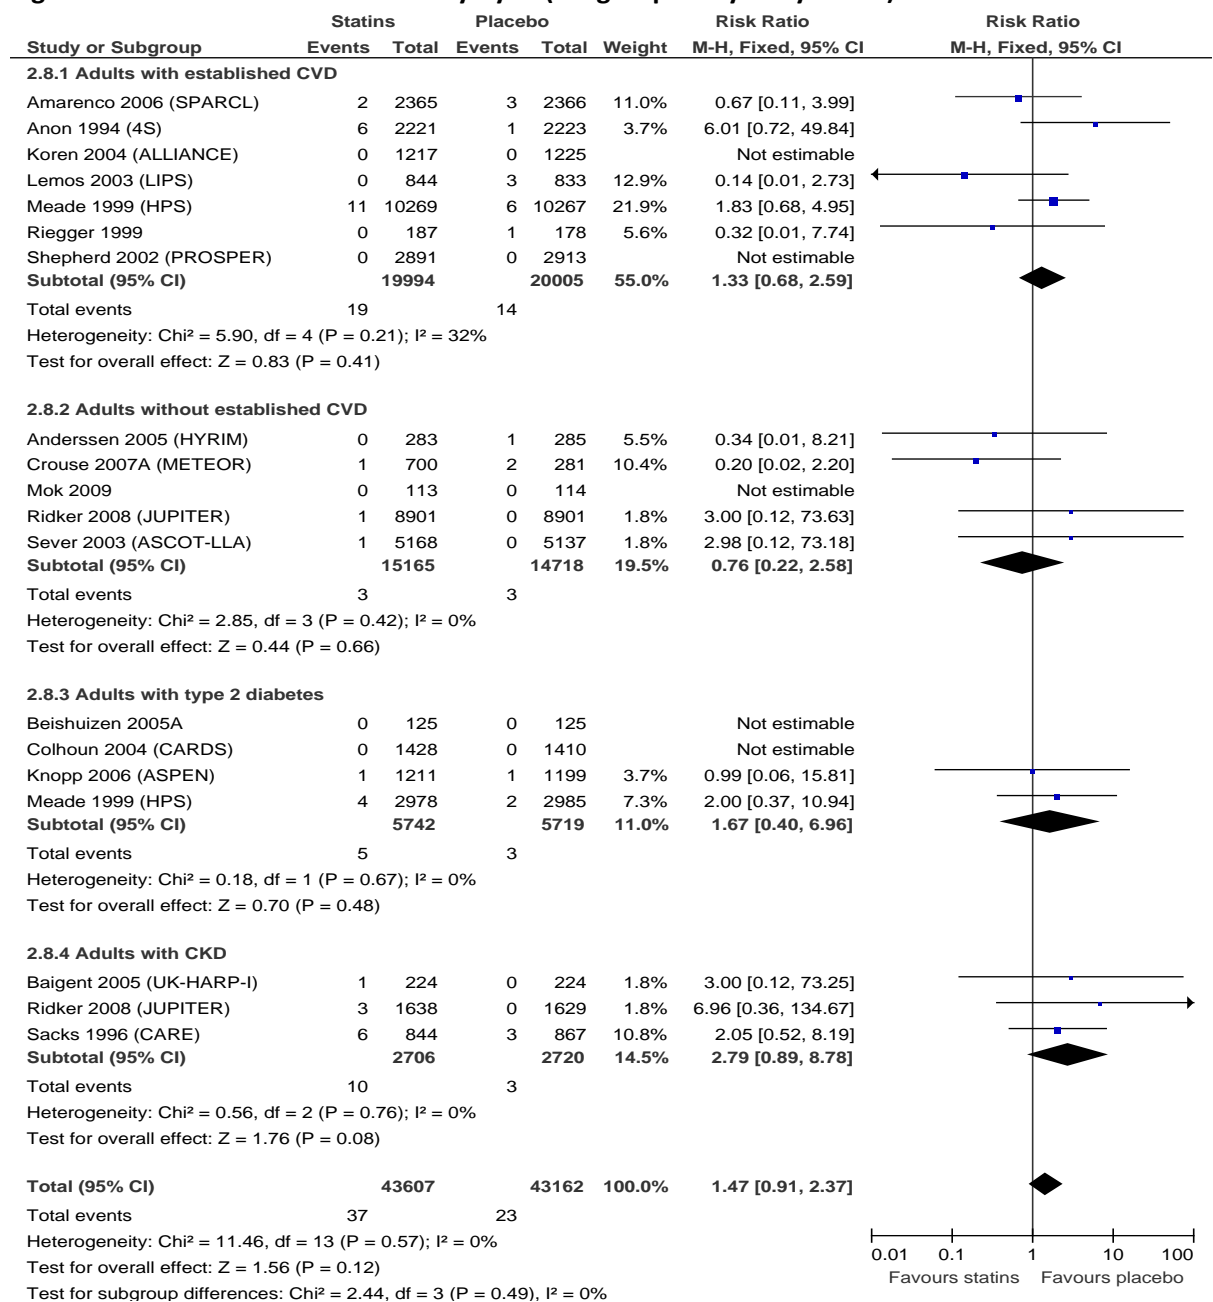 Statins Placebo Risk Ratio Risk Ratio
Study or Subgroup Events Total Events Total Weight M-H, Fixed, 95% CI M-H, Fixed, 95% CI
2.8.1 Adults with established CVD
Amarenco 2006 (SPARCL) 2 2365 3 2366 11.0% 0.67 [0.11, 3.99]
Anon 1994 (4S) 6 2221 1 2223 3.7% 6.01 [0.72, 49.84]
Koren 2004 (ALLIANCE) 0 1217 0 1225 Not estimable
Lemos 2003 (LIPS) 0 844 3 833 12.9% 0.14 [0.01, 2.73]
Meade 1999 (HPS) 11 10269 6 10267 21.9% 1.83 [0.68, 4.95]
Riegger 1999 0 187 1 178 5.6% 0.32 [0.01, 7.74]
Shepherd 2002 (PROSPER) 0 2891 0 2913 Not estimable
Subtotal (95% CI) 19994 20005 55.0% 1.33 [0.68, 2.59]
Total events 19 14
Heterogeneity: Chi² = 5.90, df = 4 (P = 0.21); I² = 32%
Test for overall effect: Z = 0.83 (P = 0.41)
2.8.2 Adults without established CVD
Anderssen 2005 (HYRIM) 0 283 1 285 5.5% 0.34 [0.01, 8.21]
Crouse 2007A (METEOR) 1 700 2 281 10.4% 0.20 [0.02, 2.20]
Mok 2009 0 113 0 114 Not estimable
Ridker 2008 (JUPITER) 1 8901 0 8901 1.8% 3.00 [0.12, 73.63]
Sever 2003 (ASCOT-LLA) 1 5168 0 5137 1.8% 2.98 [0.12, 73.18]
Subtotal (95% CI) 15165 14718 19.5% 0.76 [0.22, 2.58]
Total events 3 3
Heterogeneity: Chi² = 2.85, df = 3 (P = 0.42); I² = 0%
Test for overall effect: Z = 0.44 (P = 0.66)
2.8.3 Adults with type 2 diabetes
Beishuizen 2005A 0 125 0 125 Not estimable
Colhoun 2004 (CARDS) 0 1428 0 1410 Not estimable
Knopp 2006 (ASPEN) 1 1211 1 1199 3.7% 0.99 [0.06, 15.81]
Meade 1999 (HPS) 4 2978 2 2985 7.3% 2.00 [0.37, 10.94]
Subtotal (95% CI) 5742 5719 11.0% 1.67 [0.40, 6.96]
Total events 5 3
Heterogeneity: Chi² = 0.18, df = 1 (P = 0.67); I² = 0%
Test for overall effect: Z = 0.70 (P = 0.48)
2.8.4 Adults with CKD
Baigent 2005 (UK-HARP-I) 1 224 0 224 1.8% 3.00 [0.12, 73.25]
Ridker 2008 (JUPITER) 3 1638 0 1629 1.8% 6.96 [0.36, 134.67]
Sacks 1996 (CARE) 6 844 3 867 10.8% 2.05 [0.52, 8.19]
Subtotal (95% CI) 2706 2720 14.5% 2.79 [0.89, 8.78]
Total events 10 3
Heterogeneity: Chi² = 0.56, df = 2 (P = 0.76); I² = 0%
Test for overall effect: Z = 1.76 (P = 0.08)
Total (95% CI) 43607 43162 100.0% 1.47 [0.91, 2.37]
Total events 37 23
Heterogeneity: Chi² = 11.46, df = 13 (P = 0.57); I² = 0%
Test for overall effect: Z = 1.56 (P = 0.12)
Test for subgroup differences: Chi² = 2.44, df = 3 (P = 0.49), I² = 0%
0.01 0.1 1 10 100
Favours statins Favours placebo